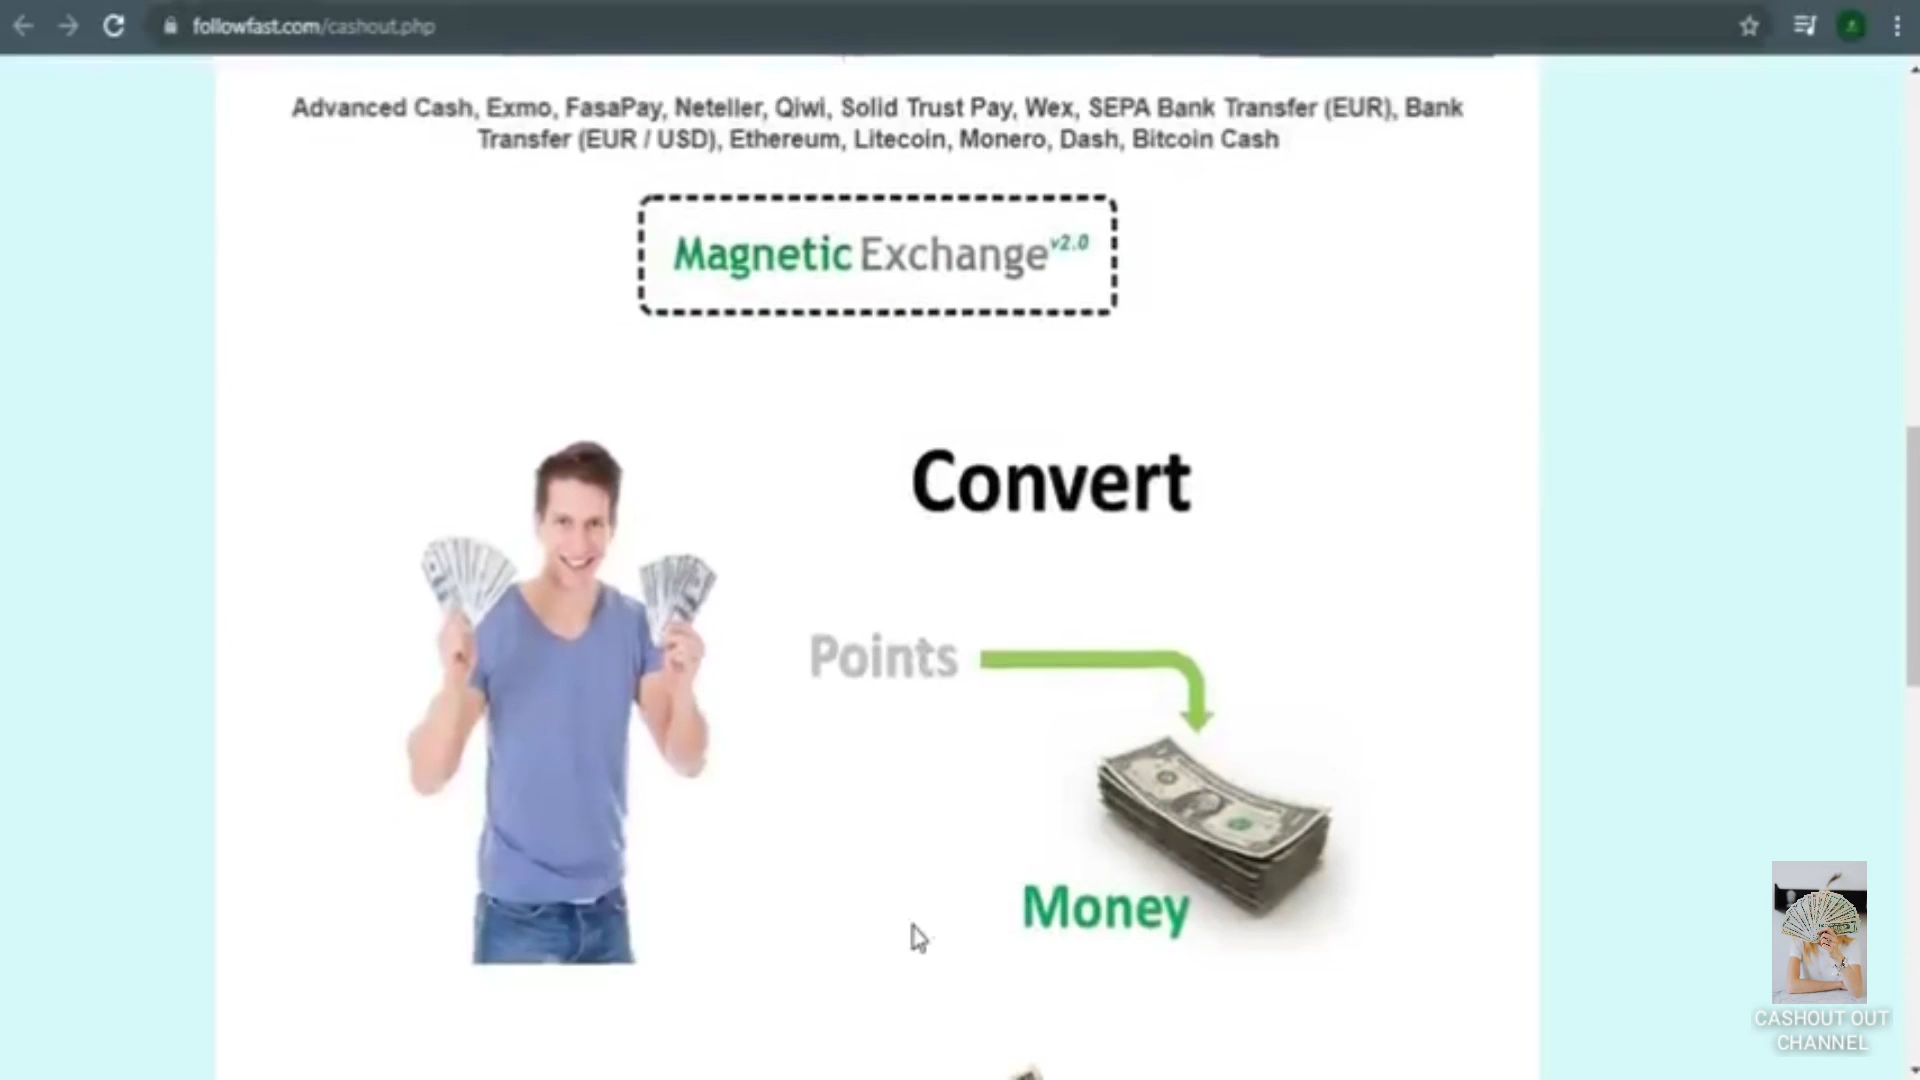 followfast.com/cashout.php
Advanced Cash, Exmo, FasaPay, Neteller, Qiwi, Solid Trust Pay, Wex, SEPA Bank Transfer (EUR), Bank
Transfer (EUR / USD), Ethereum, Litecoin, Monero, Dash, Bitcoin Cash
Magnetic Exchange v2.0
Convert
Points
Money
CASHOUT OUT
CHANNEL